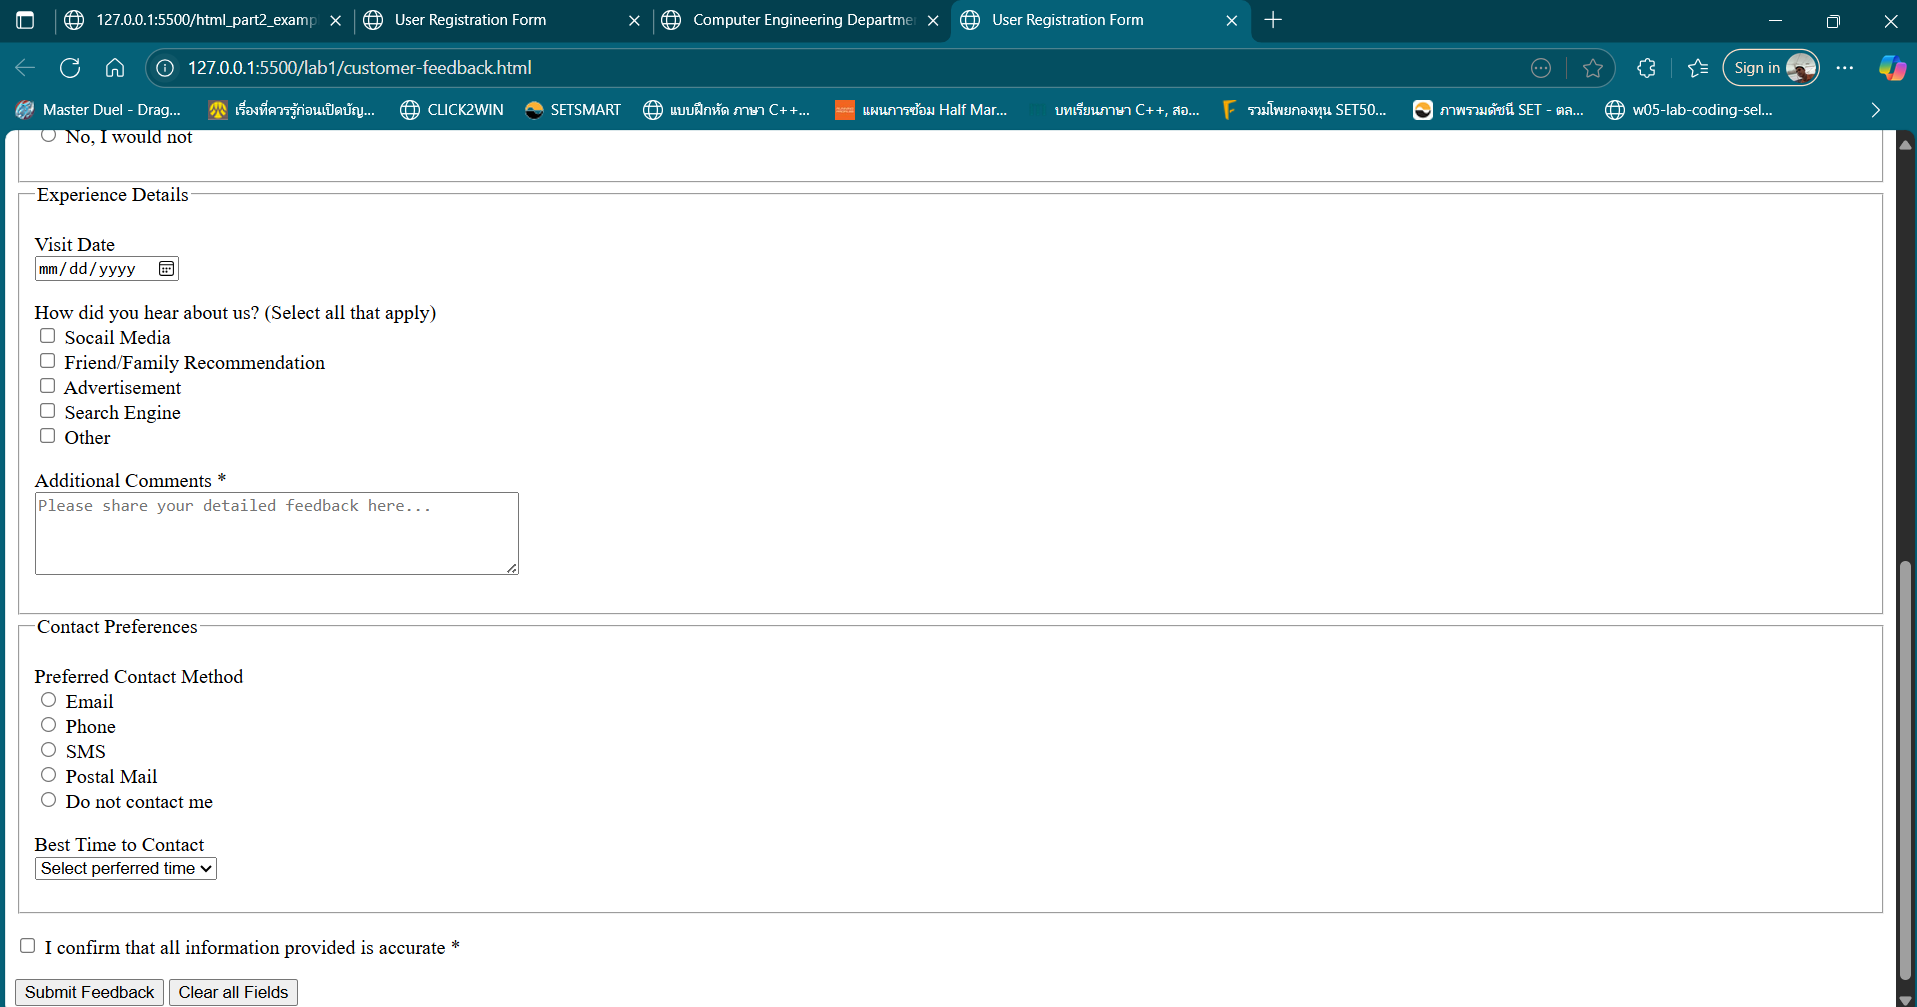 127.0.0.1:5500/html_part2_examp
User Registration Form
Computer Engineering Departme
User Registration Form
127.0.0.1:5500/lab1/customer-feedback.html
Sign in
Master Duel - Drag...
เรื่องที่ควรรู้ก่อนเปิดบัญ...
CLICK2WIN
SETSMART
แบบฝึกหัด ภาษา C++...
แผนการซ้อม Half Mar...
บทเรียนภาษา C++, สอ...
รวมโพยกองทุน SET50...
ภาพรวมดัชนี SET - ตล...
w05-lab-coding-sel...
No, I would not
Experience Details
Visit Date
mm/dd/yyyy
How did you hear about us? (Select all that apply)
Socail Media
Friend/Family Recommendation
Advertisement
Search Engine
Other
Additional Comments *
Please share your detailed feedback here...
Contact Preferences
Preferred Contact Method
Email
Phone
SMS
Postal Mail
Do not contact me
Best Time to Contact
Select perferred time
I confirm that all information provided is accurate *
Submit Feedback
Clear all Fields